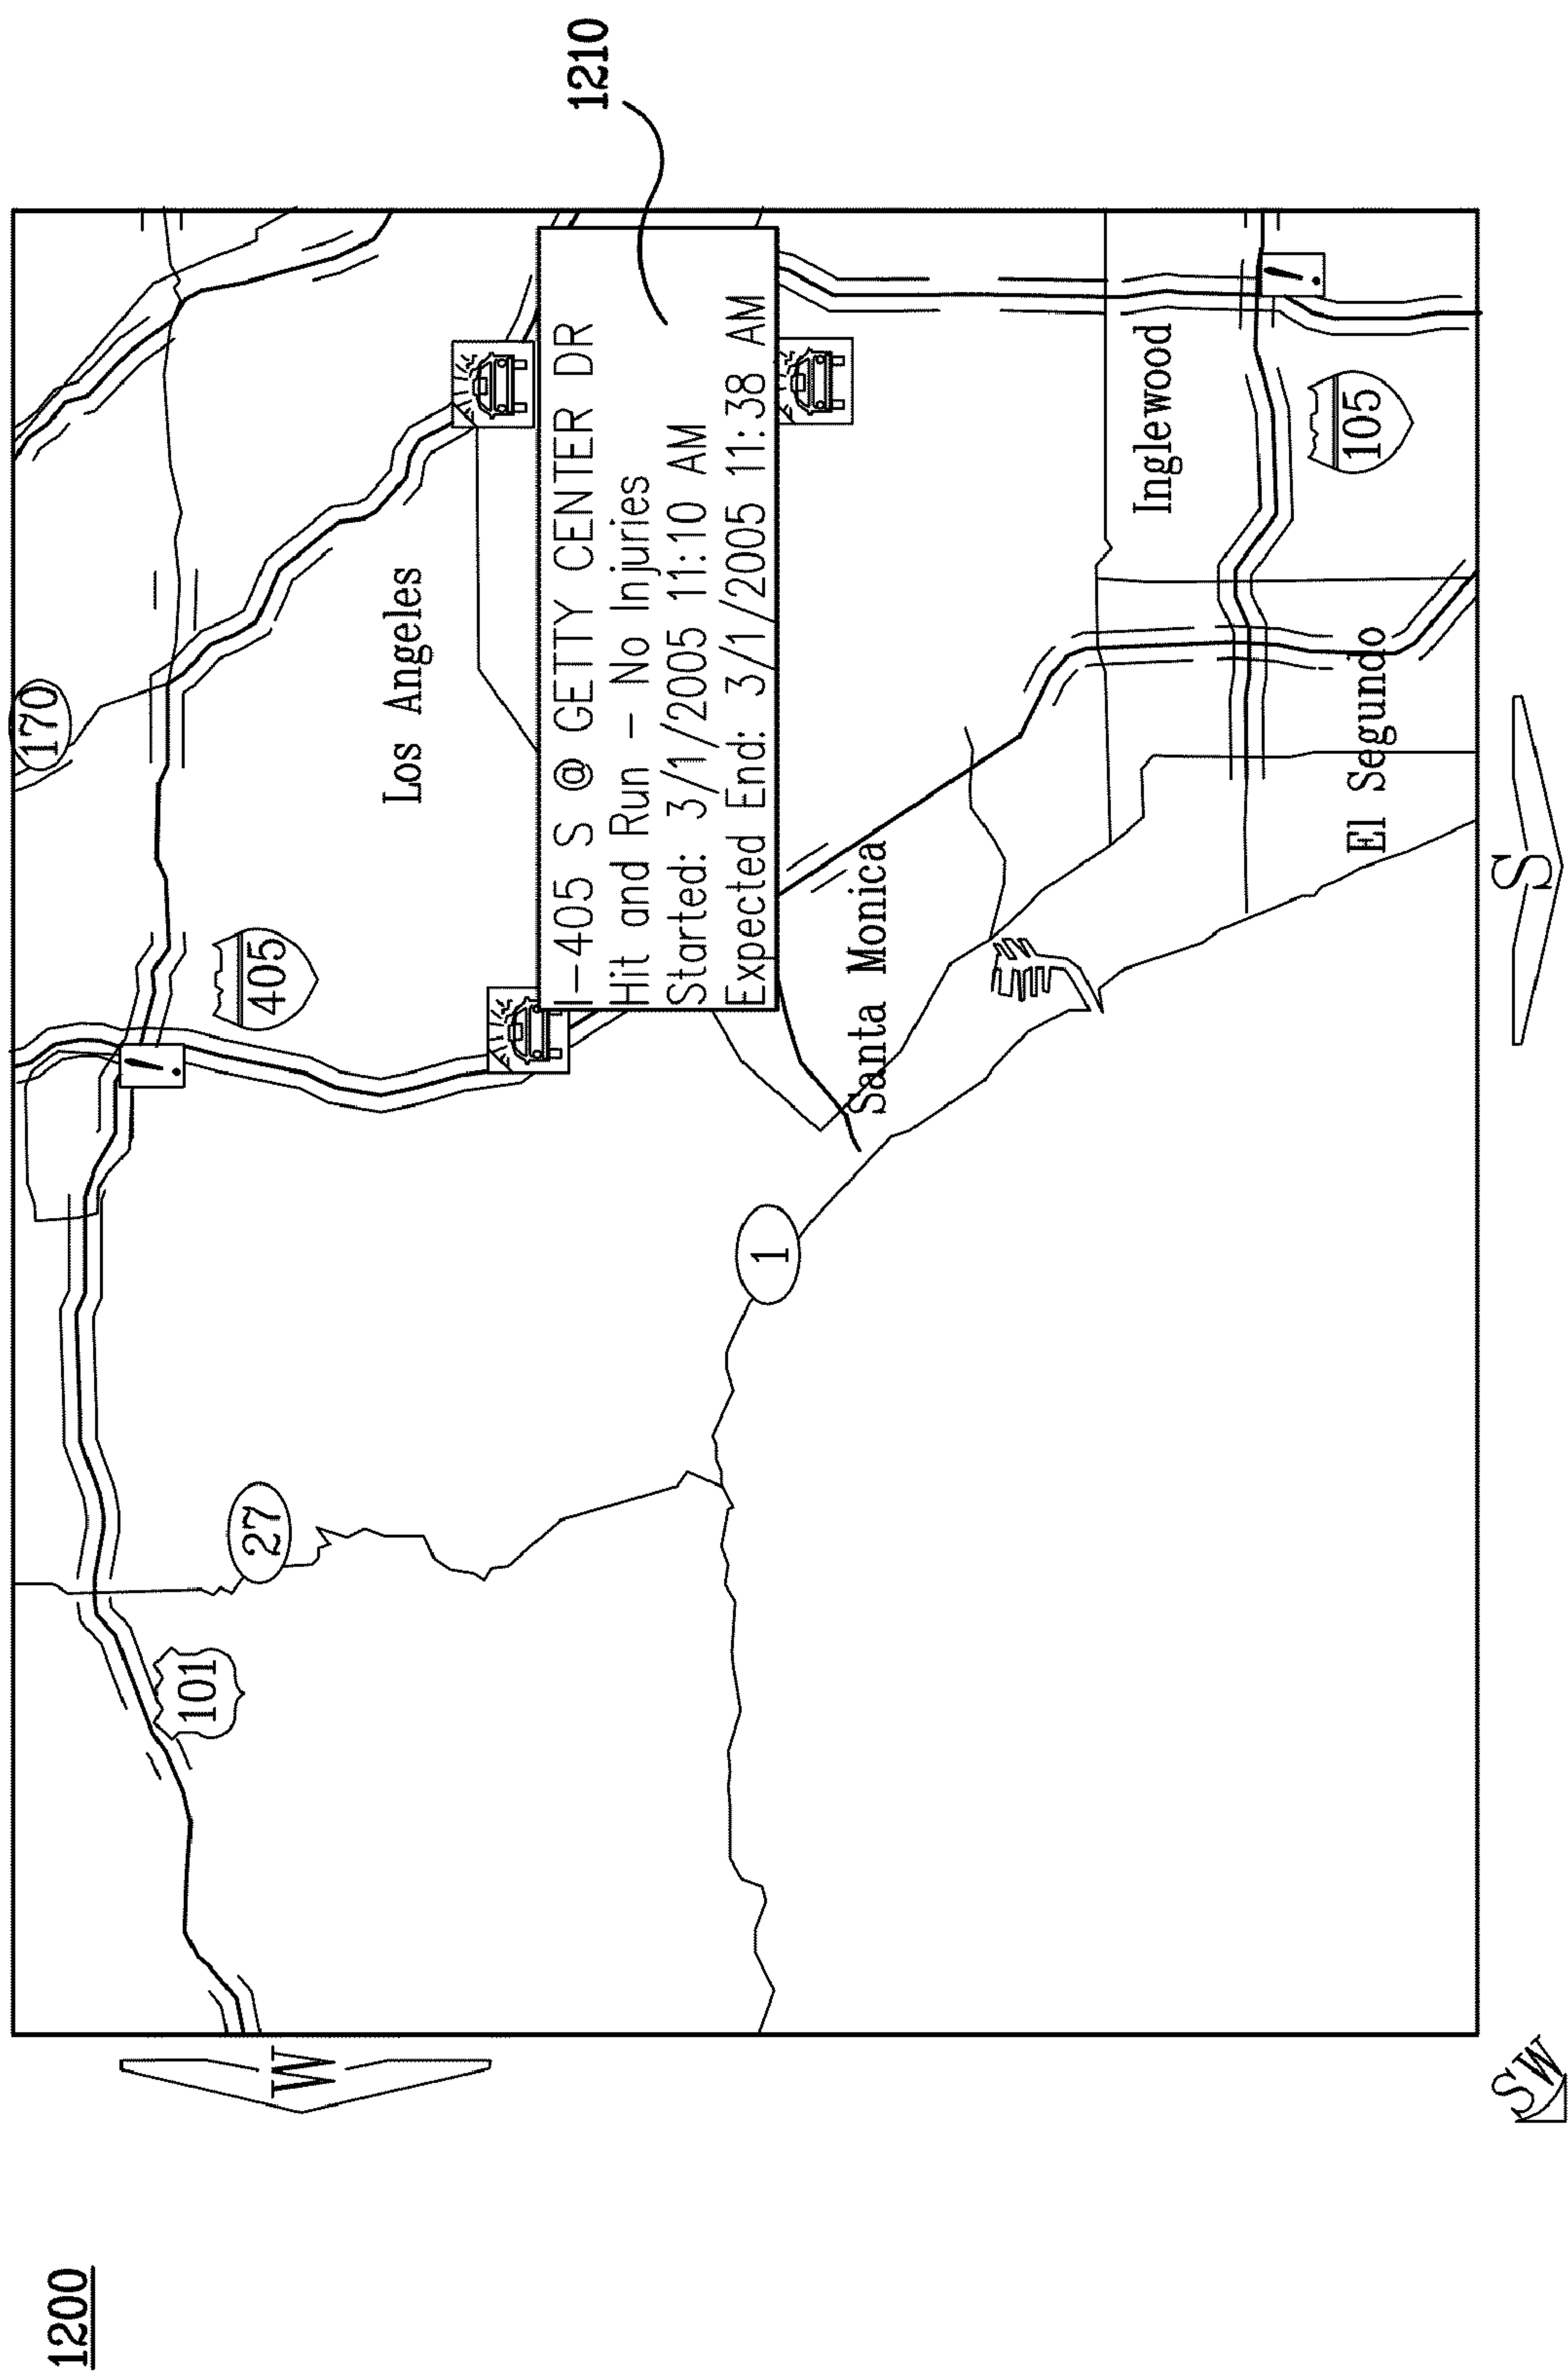 1200
1210
170
Los Angeles
405
I-405 S @ GETTY CENTER DR
Hit and Run - No Injuries
Started: 3/1/2005 11:10 AM
Expected End: 3/1/2005 11:38 AM
27
101
1
Santa Monica
Inglewood
105
El Segundo
!
!
W
S
SW